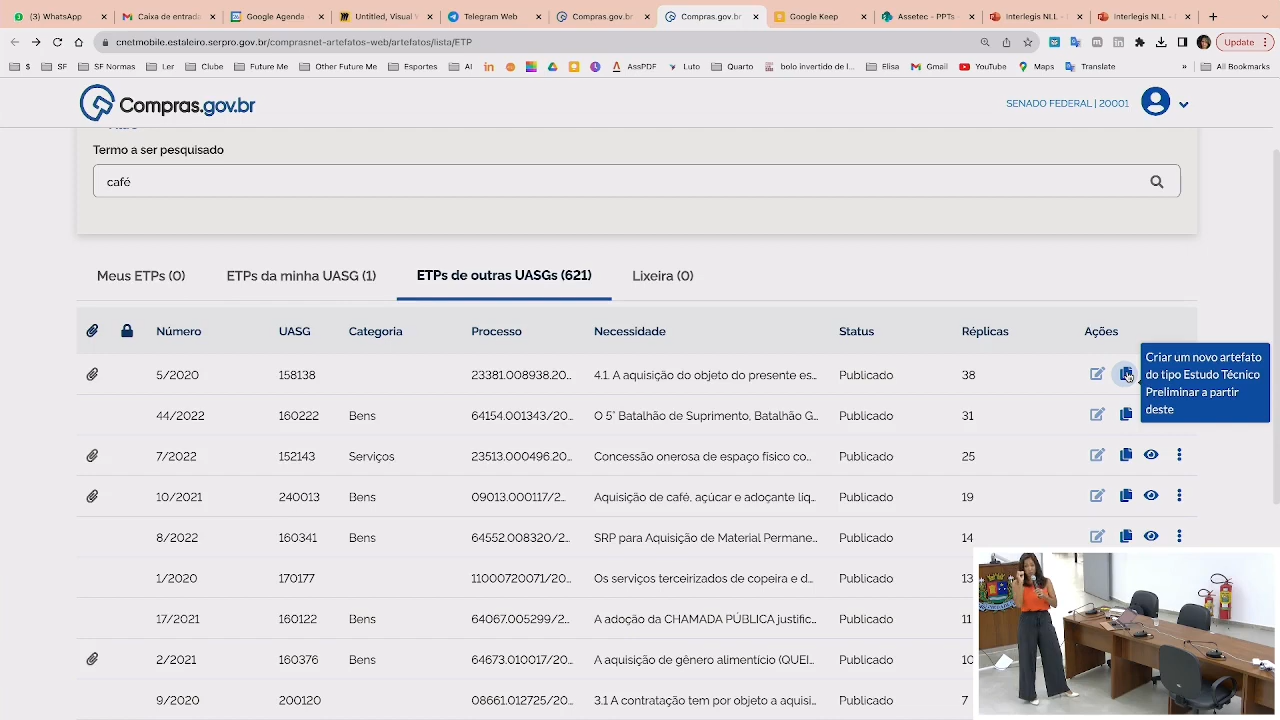 (3) WhatsApp
Caixa de entrada
Google Agenda -
Untitled, Visual
Telegram Web
Compras.gov.br
Compras.gov.br
Google Keep
Assetec - PPTs
Interlegis NLL -
Interlegis NLL -
cnetmobile.estaleiro.serpro.gov.br/comprasnet-artefatos-web/artefatos/lista/ETP
Update
$
SF
SF Normas
Ler
Clube
Future Me
Other Future Me
Esportes
AI
AssPDF
Luto
Quarto
bolo invertido de l...
Elisa
Gmail
YouTube
Maps
Translate
»
All Bookmarks
Compras.gov.br
SENADO FEDERAL | 20001
Termo a ser pesquisado
café
Meus ETPs (0)
ETPs da minha UASG (1)
ETPs de outras UASGs (621)
Lixeira (0)
Número UASG Categoria Processo Necessidade Status Réplicas Ações
5/2020 158138 23381.008938.20... 4.1. A aquisição do objeto do presente es... Publicado 38
Criar um novo artefato
do tipo Estudo Técnico
Preliminar a partir
deste
44/2022 160222 Bens 64154.001343/20... O 5° Batalhão de Suprimento, Batalhão G... Publicado 31
7/2022 152143 Serviços 23513.000496.20... Concessão onerosa de espaço físico co... Publicado 25
10/2021 240013 Bens 09013.000117/2... Aquisição de café, açúcar e adoçante líq... Publicado 19
8/2022 160341 Bens 64552.008320/2... SRP para Aquisição de Material Permane... Publicado 14
1/2020 170177 11000720071/20... Os serviços terceirizados de copeira e d... Publicado 13
17/2021 160122 Bens 64067.015299/2... A adoção da CHAMADA PÚBLICA justific... Publicado 11
2/2021 160376 Bens 64673.010017/20... A aquisição de gênero alimentício (QUEI... Publicado 10
9/2020 200120 08661.012725/20... 3.1 A contratação tem por objeto a aquisi... Publicado 7